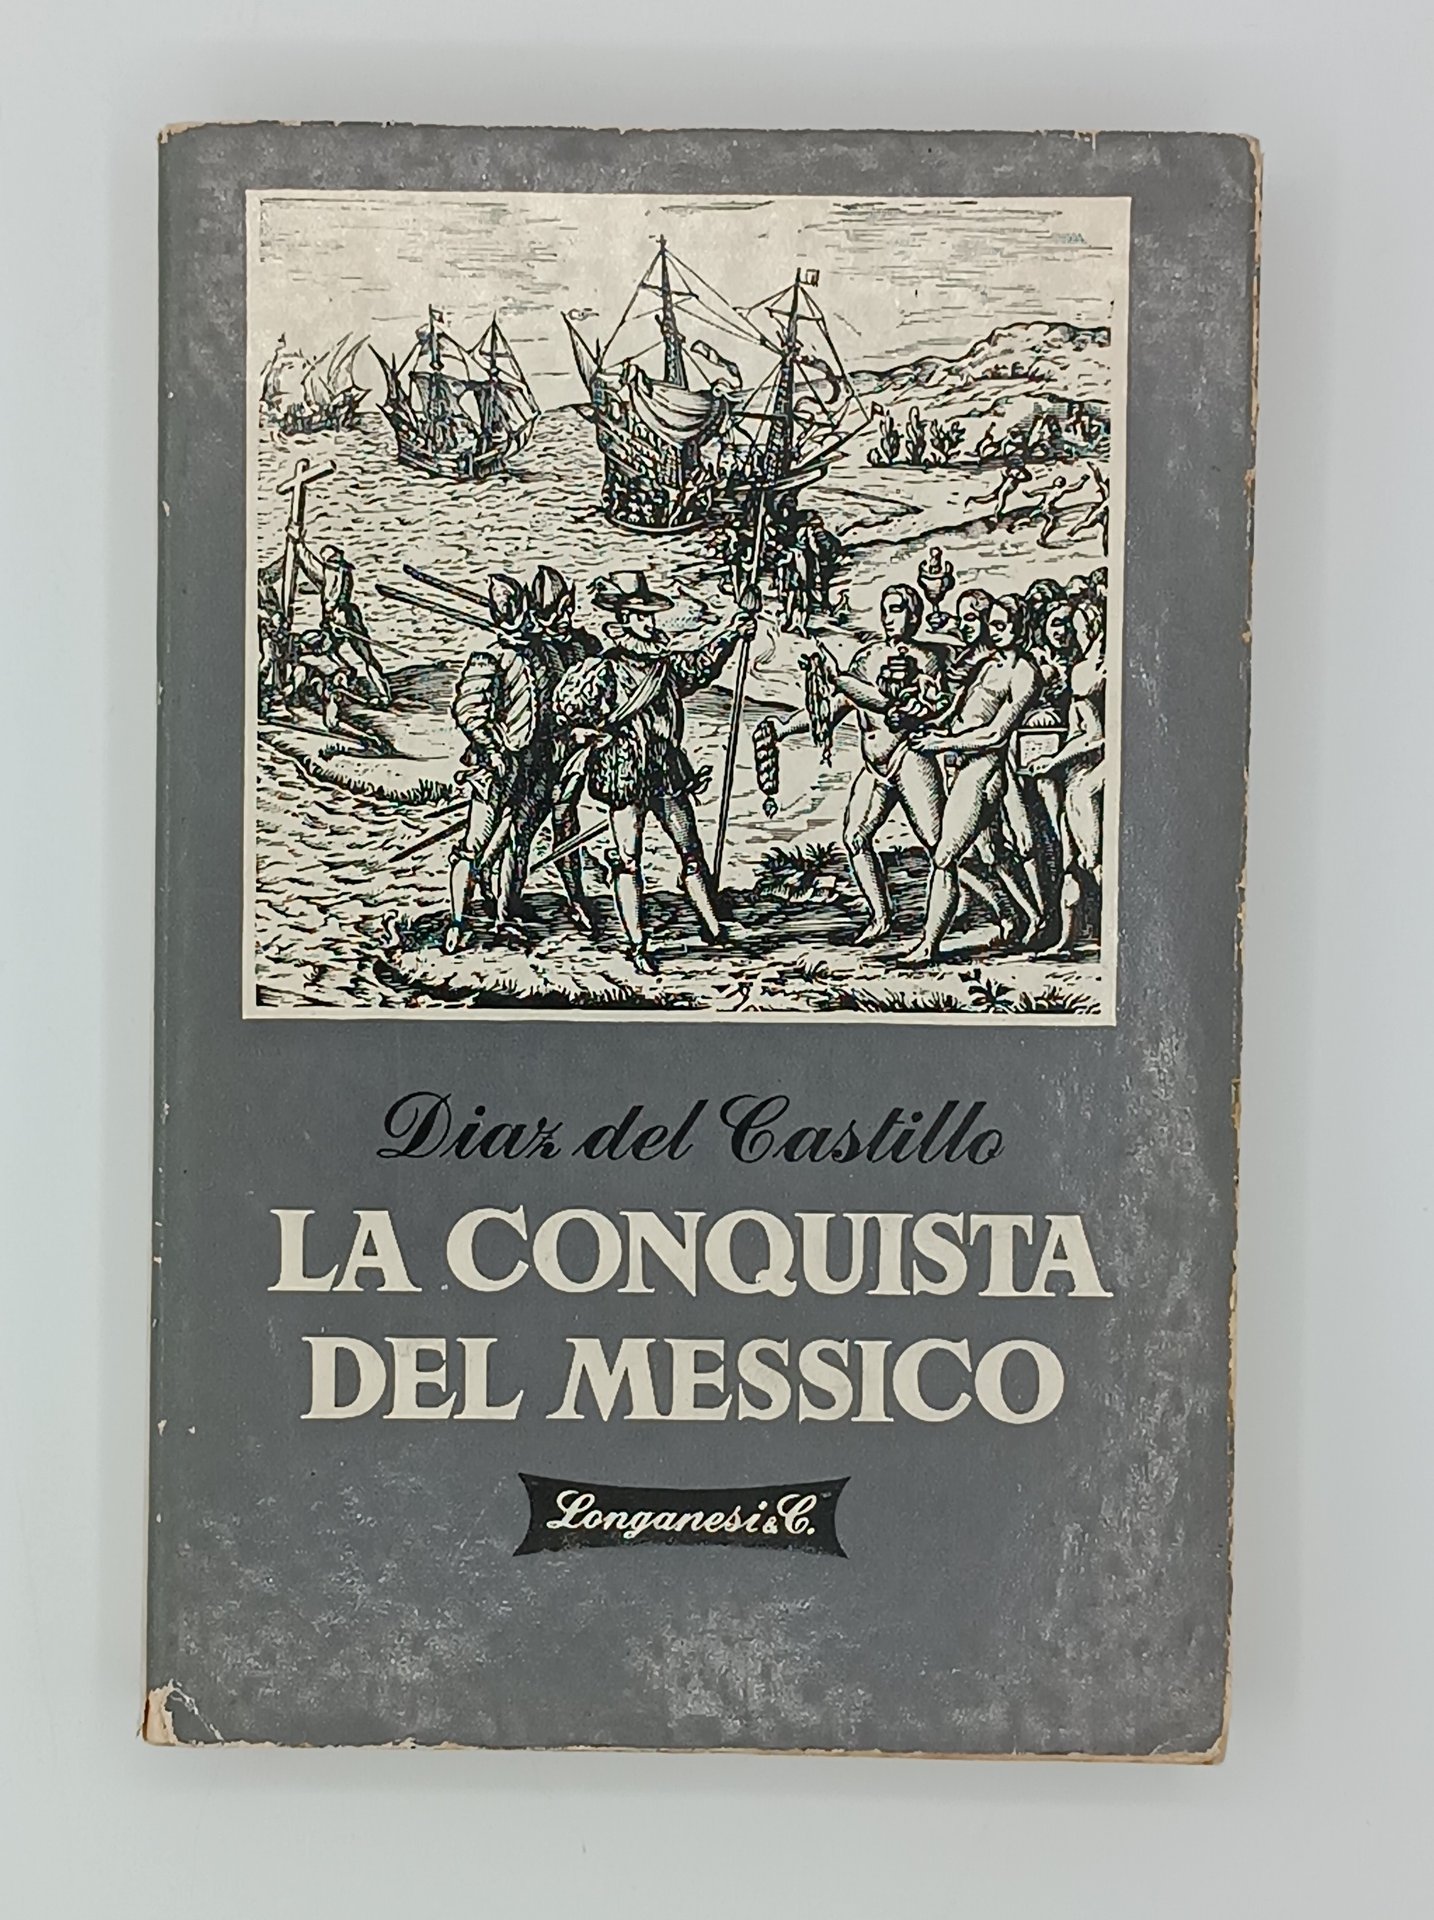 Diaz del Castillo
LA CONQUISTA
DEL MESSICO
Longanesi & C.